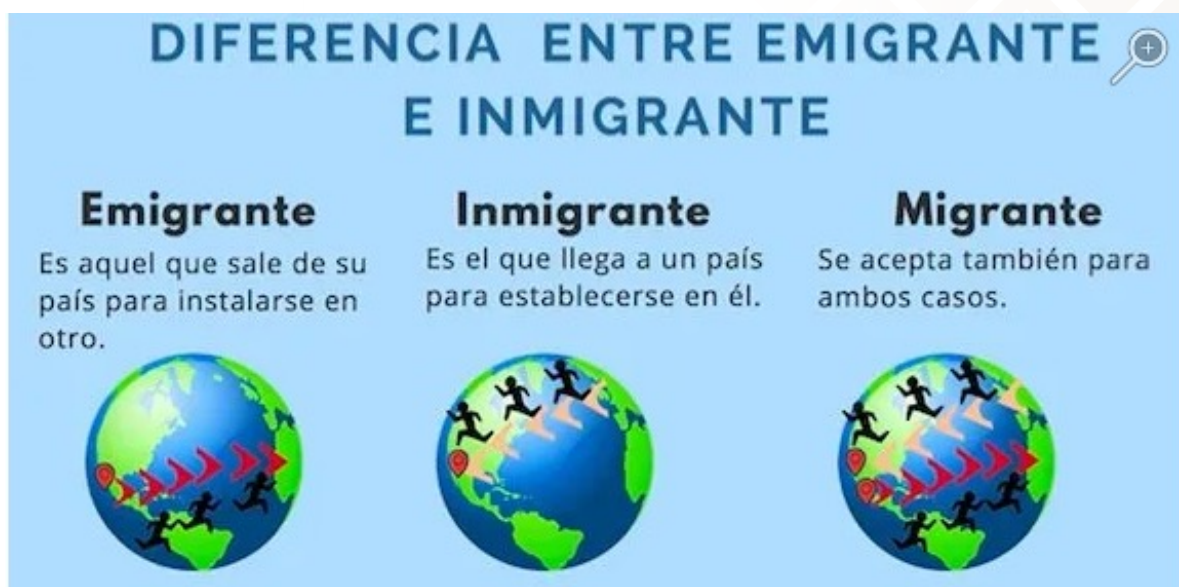 DIFERENCIA ENTRE EMIGRANTE
E INMIGRANTE
Emigrante
Es aquel que sale de su
país para instalarse en
otro.
Inmigrante
Es el que llega a un país
para establecerse en él.
Migrante
Se acepta también para
ambos casos.